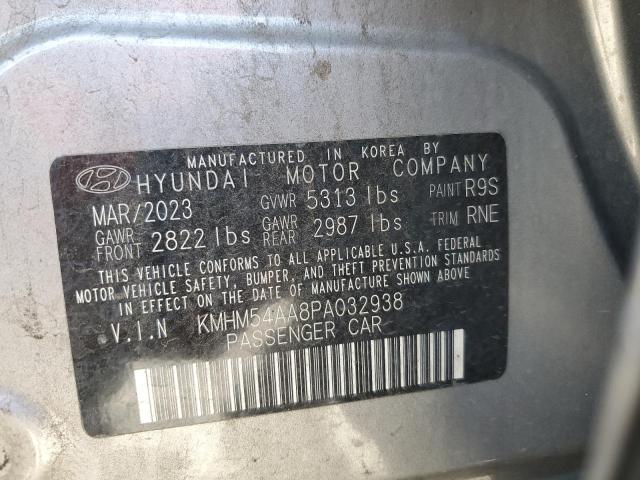 MANUFACTURED IN KOREA BY
HYUNDAI MOTOR COMPANY
MAR/2023 GVWR 5313 lbs PAINT R9S
GAWR FRONT 2822 lbs GAWR REAR 2987 lbs TRIM RNE
THIS VEHICLE CONFORMS TO ALL APPLICABLE U.S.A. FEDERAL
MOTOR VEHICLE SAFETY, BUMPER, AND THEFT PREVENTION STANDARDS
IN EFFECT ON THE DATE OF MANUFACTURE SHOWN ABOVE
V.I.N KMHM54AA8PA032938
PASSENGER CAR